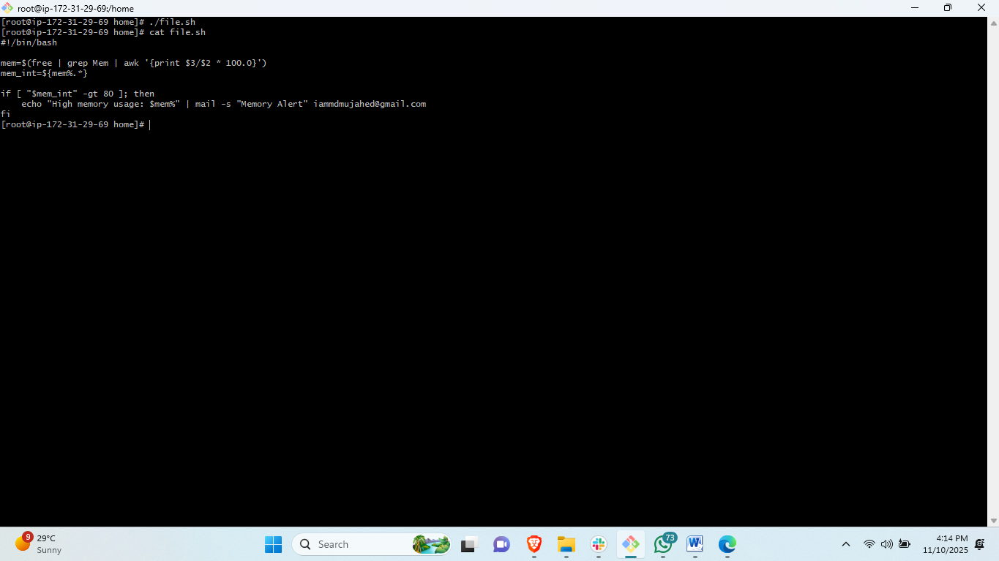 root@ip-172-31-29-69:/home
[root@ip-172-31-29-69 home]# ./file.sh
[root@ip-172-31-29-69 home]# cat file.sh
#!/bin/bash
mem=$(free | grep Mem | awk '{print $3/$2 * 100.0}')
mem_int=${mem%.*}
if [ "$mem_int" -gt 80 ]; then
    echo "High memory usage: $mem%" | mail -s "Memory Alert" iammdmujahed@gmail.com
fi
[root@ip-172-31-29-69 home]#
9
29°C
Sunny
Search
73
4:14 PM
11/10/2025